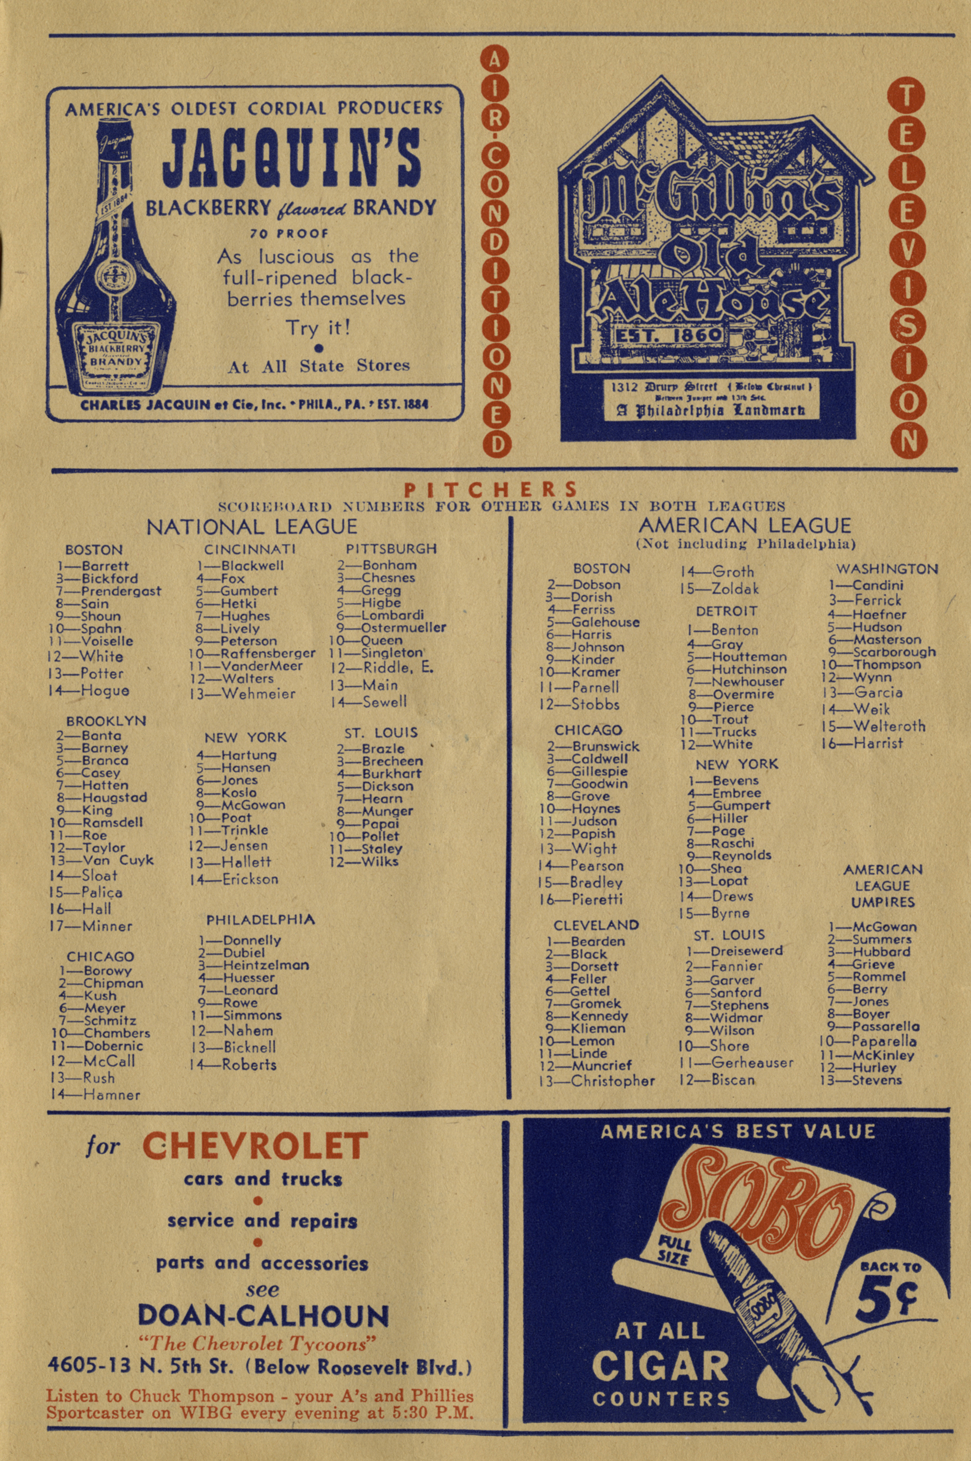 AMERICA'S OLDEST CORDIAL PRODUCERS
JACQUIN'S
BLACKBERRY flavored BRANDY
70 PROOF
As luscious as the
full-ripened black-
berries themselves
Try it!
At All State Stores
Jacquin
EST 1884
JACQUIN'S
BLACKBERRY
BRANDY
CHARLES JACQUIN et Cie, Inc. • PHILA., PA. • EST. 1884
AIR-CONDITIONED
McGillin's
Old
Ale House
EST. 1860
1312 Drury Street (Below Chestnut)
Between Juniper and 13th Sts.
A Philadelphia Landmark
TELEVISION
PITCHERS
SCOREBOARD NUMBERS FOR OTHER GAMES IN BOTH LEAGUES
NATIONAL LEAGUE
BOSTON
1—Barrett
3—Bickford
7—Prendergast
8—Sain
9—Shoun
10—Spahn
11—Voiselle
12—White
13—Potter
14—Hogue
BROOKLYN
2—Banta
3—Barney
5—Branca
6—Casey
7—Hatten
8—Haugstad
9—King
10—Ramsdell
11—Roe
12—Taylor
13—Van Cuyk
14—Sloat
15—Palica
16—Hall
17—Minner
CHICAGO
1—Borowy
2—Chipman
4—Kush
6—Meyer
7—Schmitz
10—Chambers
11—Dobernic
12—McCall
13—Rush
14—Hamner
CINCINNATI
1—Blackwell
4—Fox
5—Gumbert
6—Hetki
7—Hughes
8—Lively
9—Peterson
10—Raffensberger
11—VanderMeer
12—Walters
13—Wehmeier
NEW YORK
4—Hartung
5—Hansen
6—Jones
8—Koslo
9—McGowan
10—Poat
11—Trinkle
12—Jensen
13—Hallett
14—Erickson
PHILADELPHIA
1—Donnelly
2—Dubiel
3—Heintzelman
4—Huesser
7—Leonard
9—Rowe
11—Simmons
12—Nahem
13—Bicknell
14—Roberts
PITTSBURGH
2—Bonham
3—Chesnes
4—Gregg
5—Higbe
6—Lombardi
9—Ostermueller
10—Queen
11—Singleton
12—Riddle, E.
13—Main
14—Sewell
ST. LOUIS
2—Brazle
3—Brecheen
4—Burkhart
5—Dickson
7—Hearn
8—Munger
9—Papai
10—Pollet
11—Staley
12—Wilks
AMERICAN LEAGUE
(Not including Philadelphia)
BOSTON
2—Dobson
3—Dorish
4—Ferriss
5—Galehouse
6—Harris
8—Johnson
9—Kinder
10—Kramer
11—Parnell
12—Stobbs
CHICAGO
2—Brunswick
3—Caldwell
6—Gillespie
7—Goodwin
8—Grove
10—Haynes
11—Judson
12—Papish
13—Wight
14—Pearson
15—Bradley
16—Pieretti
CLEVELAND
1—Bearden
2—Black
3—Dorsett
4—Feller
6—Gettel
7—Gromek
8—Kennedy
9—Klieman
10—Lemon
11—Linde
12—Muncrief
13—Christopher
14—Groth
15—Zoldak
DETROIT
1—Benton
4—Gray
5—Houtteman
6—Hutchinson
7—Newhouser
8—Overmire
9—Pierce
10—Trout
11—Trucks
12—White
NEW YORK
1—Bevens
4—Embree
5—Gumpert
6—Hiller
7—Page
8—Raschi
9—Reynolds
10—Shea
13—Lopat
14—Drews
15—Byrne
ST. LOUIS
1—Dreisewerd
2—Fannier
3—Garver
6—Sanford
7—Stephens
8—Widmar
9—Wilson
10—Shore
11—Gerheauser
12—Biscan
WASHINGTON
1—Candini
3—Ferrick
4—Haefner
5—Hudson
6—Masterson
9—Scarborough
10—Thompson
12—Wynn
13—Garcia
14—Weik
15—Welteroth
16—Harrist
AMERICAN
LEAGUE
UMPIRES
1—McGowan
2—Summers
3—Hubbard
4—Grieve
5—Rommel
6—Berry
7—Jones
8—Boyer
9—Passarella
10—Paparella
11—McKinley
12—Hurley
13—Stevens
for CHEVROLET
cars and trucks
service and repairs
parts and accessories
see
DOAN-CALHOUN
"The Chevrolet Tycoons"
4605-13 N. 5th St. (Below Roosevelt Blvd.)
Listen to Chuck Thompson - your A's and Phillies
Sportcaster on WIBG every evening at 5:30 P.M.
AMERICA'S BEST VALUE
SOBO
FULL
SIZE
SOBO
BACK TO
5¢
AT ALL
CIGAR
COUNTERS